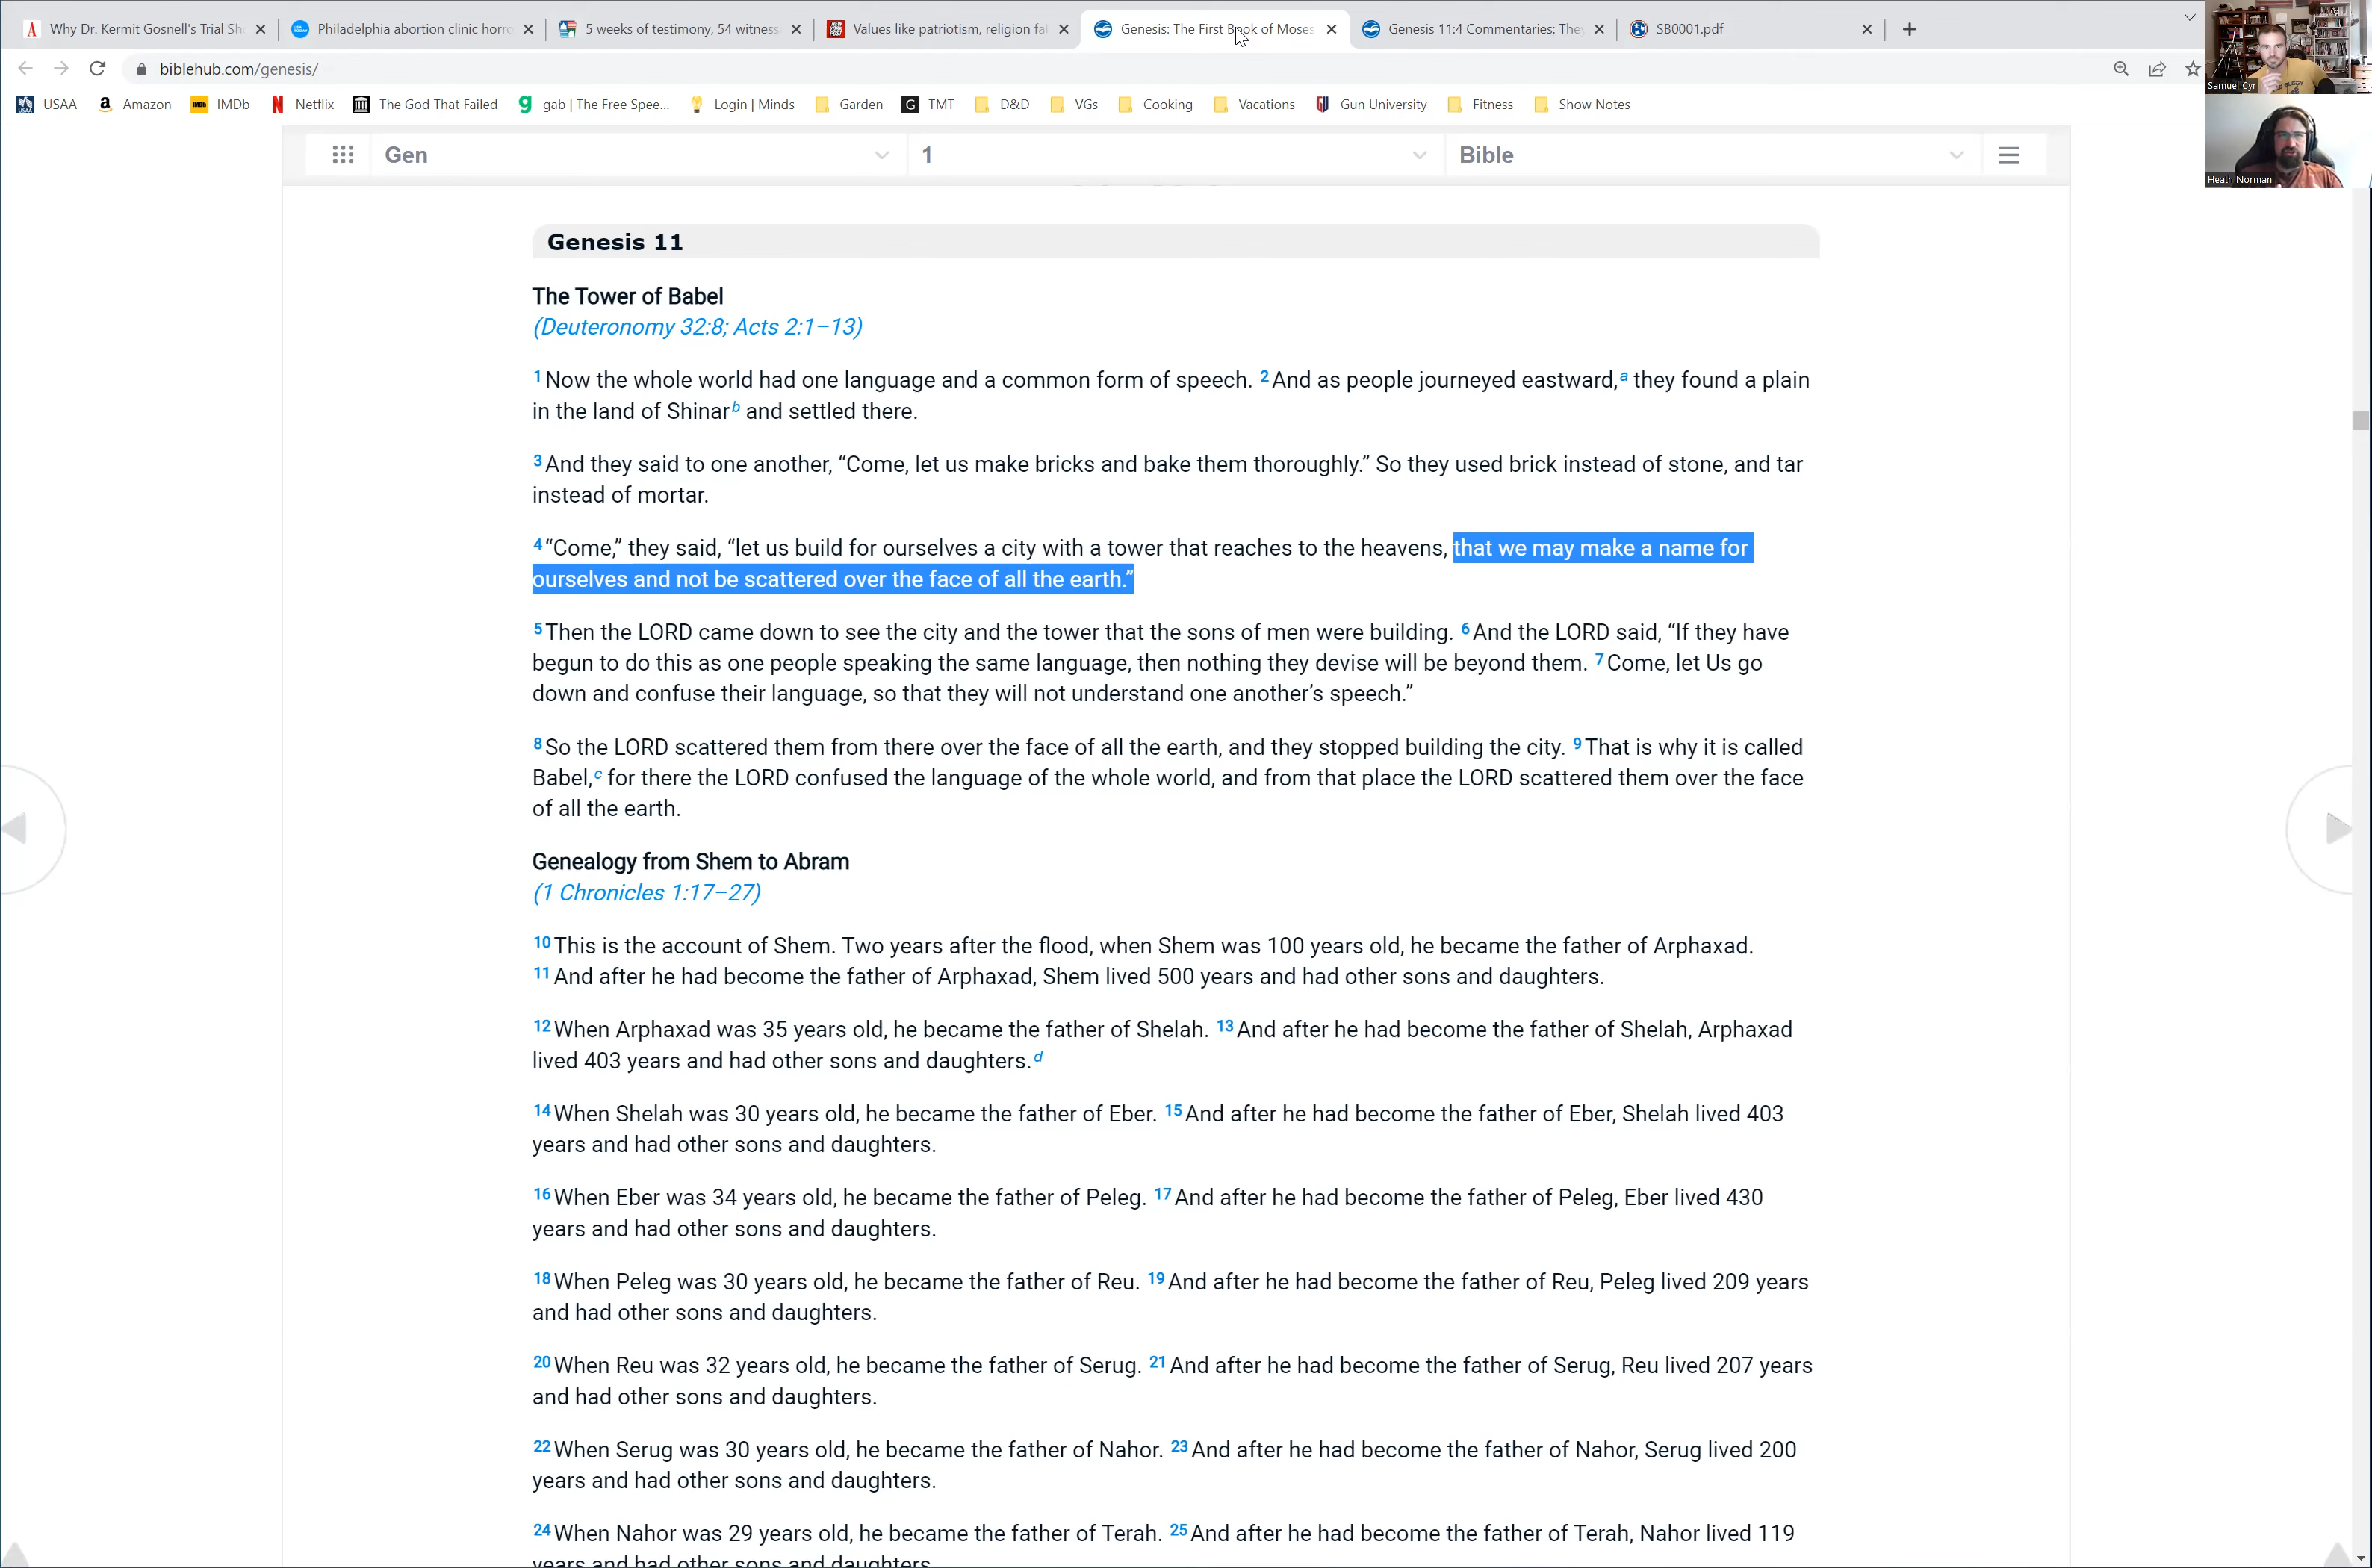 Why Dr. Kermit Gosnell's Trial Sh
Philadelphia abortion clinic horro
5 weeks of testimony, 54 witness
Values like patriotism, religion fal
Genesis: The First Book of Moses
Genesis 11:4 Commentaries: They
SB0001.pdf
biblehub.com/genesis/
USAA
Amazon
IMDb
Netflix
The God That Failed
gab | The Free Spee...
Login | Minds
Garden
TMT
D&D
VGs
Cooking
Vacations
Gun University
Fitness
Show Notes
Samuel Cyr
Heath Norman
Gen
1
Bible
Genesis 11
The Tower of Babel
(Deuteronomy 32:8; Acts 2:1–13)
1 Now the whole world had one language and a common form of speech. 2 And as people journeyed eastward,a they found a plain
in the land of Shinar b and settled there.
3 And they said to one another, “Come, let us make bricks and bake them thoroughly.” So they used brick instead of stone, and tar
instead of mortar.
4 “Come,” they said, “let us build for ourselves a city with a tower that reaches to the heavens, that we may make a name for
ourselves and not be scattered over the face of all the earth.”
5 Then the LORD came down to see the city and the tower that the sons of men were building. 6 And the LORD said, “If they have
begun to do this as one people speaking the same language, then nothing they devise will be beyond them. 7 Come, let Us go
down and confuse their language, so that they will not understand one another’s speech.”
8 So the LORD scattered them from there over the face of all the earth, and they stopped building the city. 9 That is why it is called
Babel,c for there the LORD confused the language of the whole world, and from that place the LORD scattered them over the face
of all the earth.
Genealogy from Shem to Abram
(1 Chronicles 1:17–27)
10 This is the account of Shem. Two years after the flood, when Shem was 100 years old, he became the father of Arphaxad.
11 And after he had become the father of Arphaxad, Shem lived 500 years and had other sons and daughters.
12 When Arphaxad was 35 years old, he became the father of Shelah. 13 And after he had become the father of Shelah, Arphaxad
lived 403 years and had other sons and daughters.d
14 When Shelah was 30 years old, he became the father of Eber. 15 And after he had become the father of Eber, Shelah lived 403
years and had other sons and daughters.
16 When Eber was 34 years old, he became the father of Peleg. 17 And after he had become the father of Peleg, Eber lived 430
years and had other sons and daughters.
18 When Peleg was 30 years old, he became the father of Reu. 19 And after he had become the father of Reu, Peleg lived 209 years
and had other sons and daughters.
20 When Reu was 32 years old, he became the father of Serug. 21 And after he had become the father of Serug, Reu lived 207 years
and had other sons and daughters.
22 When Serug was 30 years old, he became the father of Nahor. 23 And after he had become the father of Nahor, Serug lived 200
years and had other sons and daughters.
24 When Nahor was 29 years old, he became the father of Terah. 25 And after he had become the father of Terah, Nahor lived 119
years and had other sons and daughters.